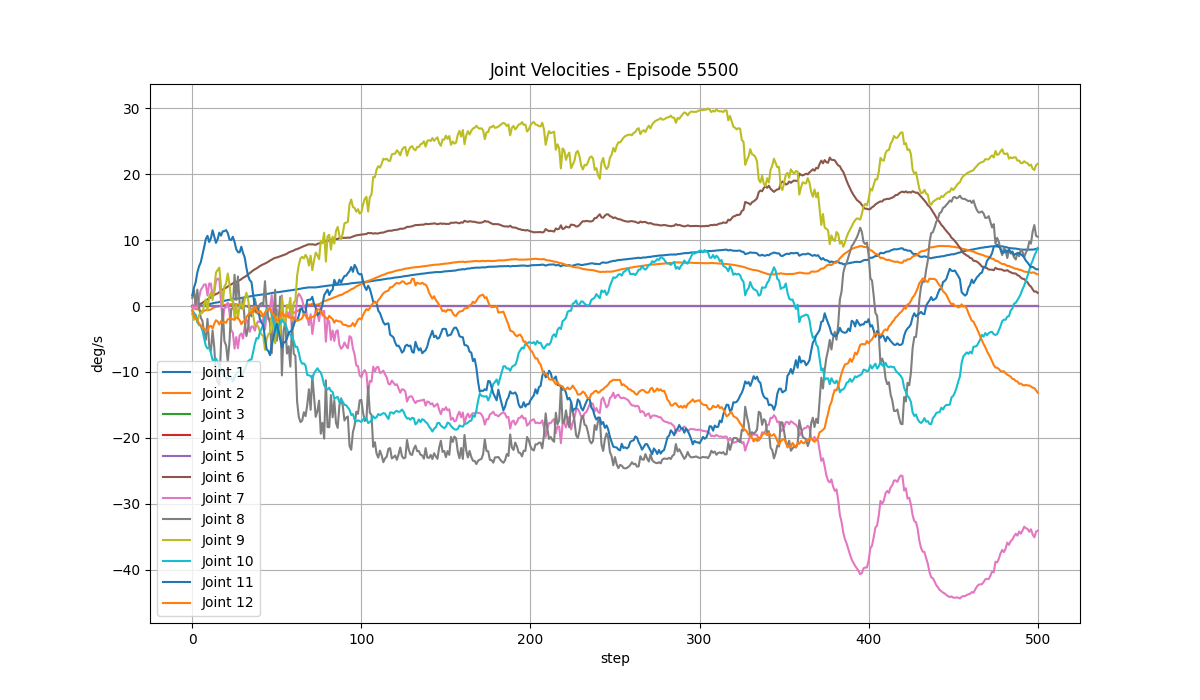 Joint Velocities - Episode 5500
deg/s
30
20
10
0
−10
−20
−30
−40
Joint 1
Joint 2
Joint 3
Joint 4
Joint 5
Joint 6
Joint 7
Joint 8
Joint 9
Joint 10
Joint 11
Joint 12
0 100 200 300 400 500
step